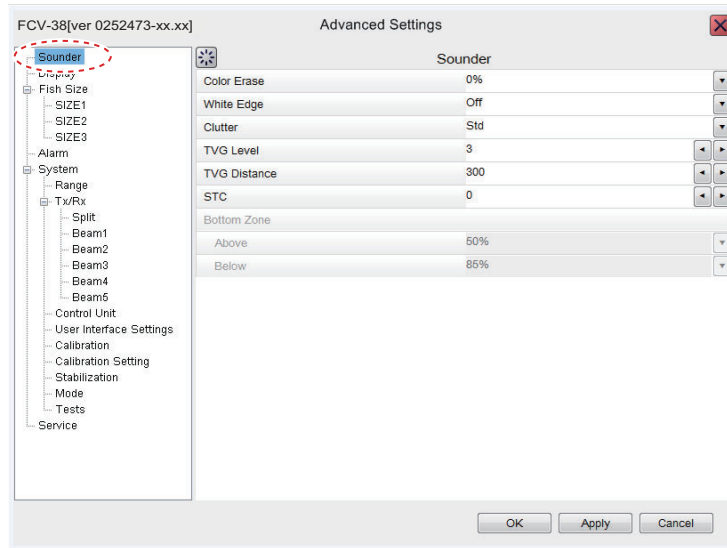 FCV-38[ver 0252473-xx.xx]
Advanced Settings
Sounder
Display
Fish Size
SIZE1
SIZE2
SIZE3
Alarm
System
Range
Tx/Rx
Split
Beam1
Beam2
Beam3
Beam4
Beam5
Control Unit
User Interface Settings
Calibration
Calibration Setting
Stabilization
Mode
Tests
Service
Sounder
Color Erase 0%
White Edge Off
Clutter Std
TVG Level 3
TVG Distance 300
STC 0
Bottom Zone
Above 50%
Below 85%
OK Apply Cancel